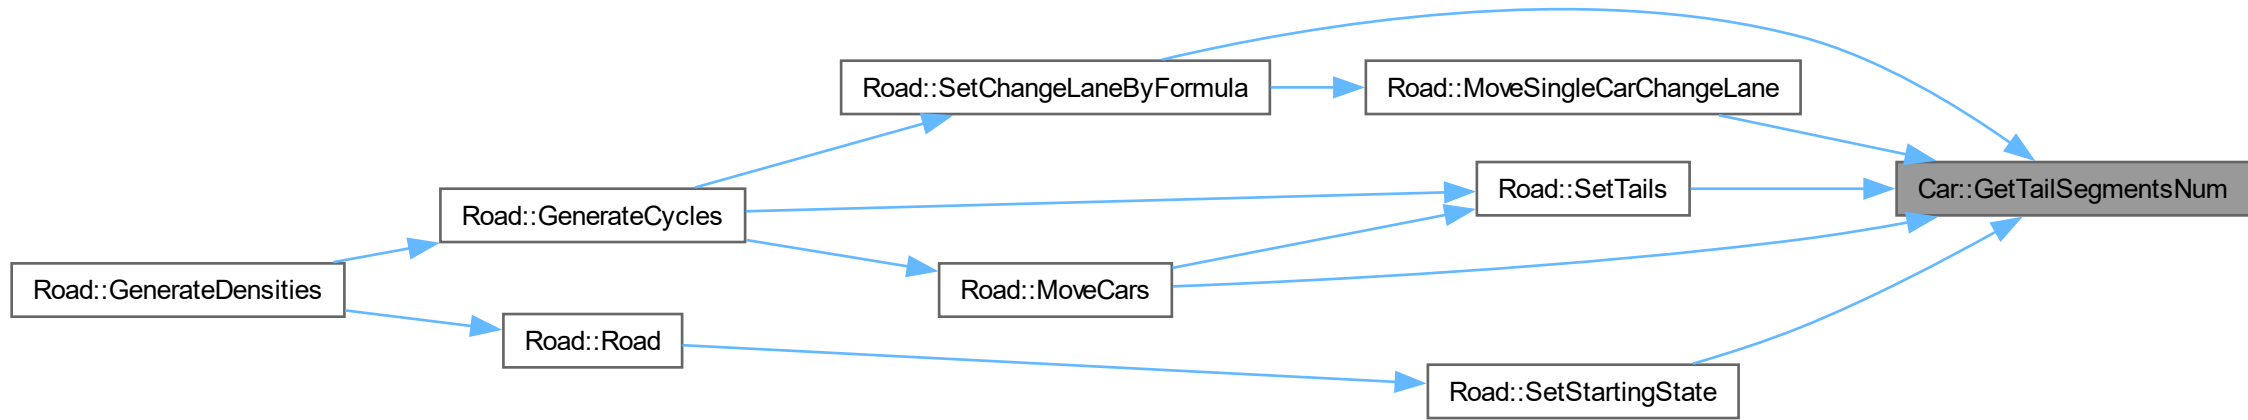 Road::SetChangeLaneByFormula
Road::MoveSingleCarChangeLane
Road::SetTails
Car::GetTailSegmentsNum
Road::GenerateCycles
Road::GenerateDensities
Road::MoveCars
Road::Road
Road::SetStartingState